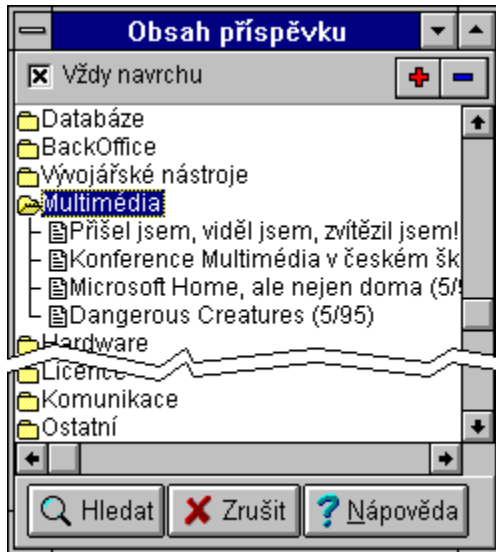 Obsah příspěvku
Vždy navrchu
Databáze
BackOffice
Vývojářské nástroje
Multimédia
Přišel jsem, viděl jsem, zvítězil jsem!
Konference Multimédia v českém šk
Microsoft Home, ale nejen doma (5/9
Dangerous Creatures (5/95)
Hardware
Licence
Komunikace
Ostatní
Hledat Zrušit Nápověda